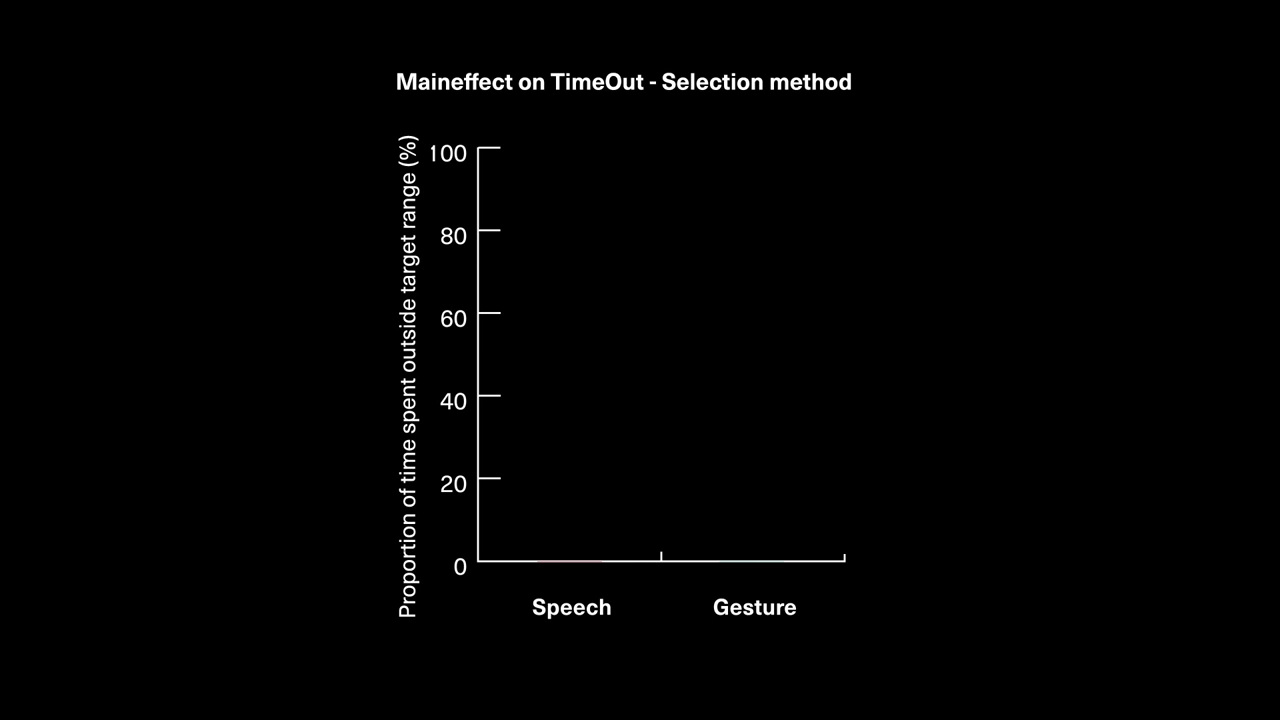 Maineffect on TimeOut - Selection method
Proportion of time spent outside target range (%)
100
80
60
40
20
0
Speech
Gesture